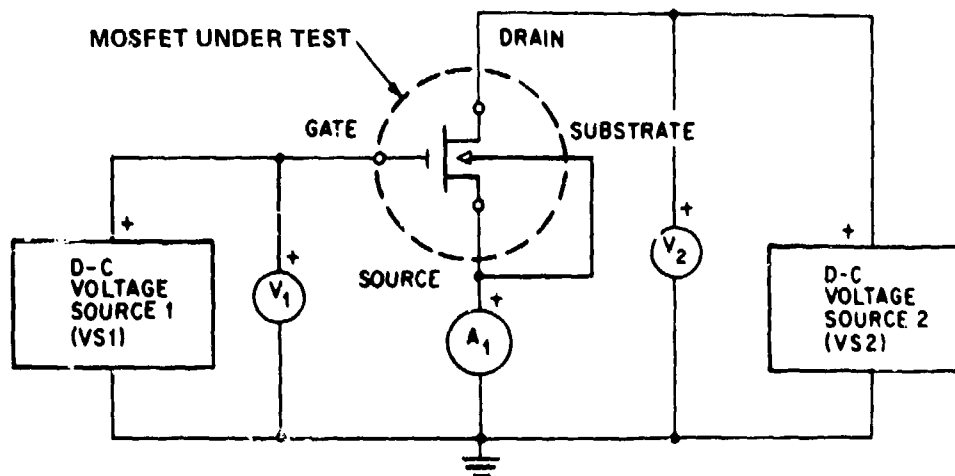 MOSFET UNDER TEST
DRAIN
GATE
SUBSTRATE
+
D-C
VOLTAGE
SOURCE 1
(VS1)
+
V1
SOURCE
+
A1
+
V2
+
D-C
VOLTAGE
SOURCE 2
(VS2)